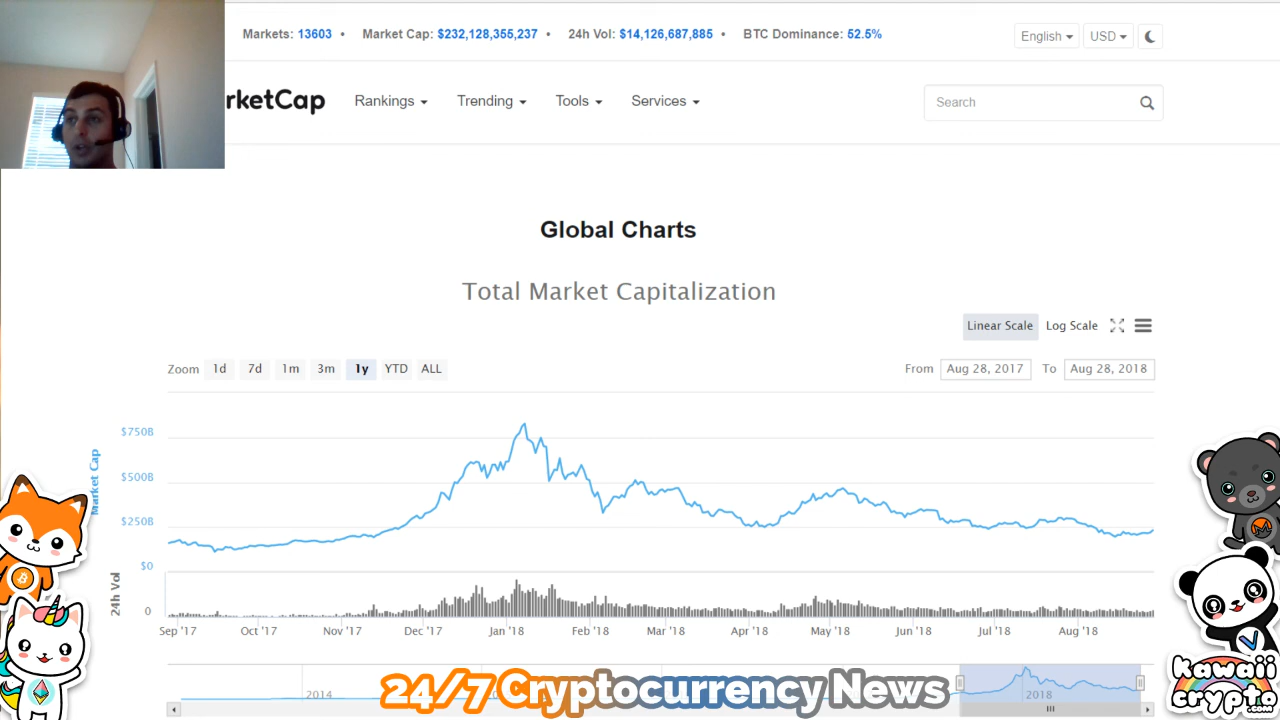 Markets: 13603 • Market Cap: $232,128,355,237 • 24h Vol: $14,126,687,885 • BTC Dominance: 52.5%
English USD
rketCap Rankings Trending Tools Services Search
Global Charts
Total Market Capitalization
Linear Scale Log Scale
Zoom 1d 7d 1m 3m 1y YTD ALL From Aug 28, 2017 To Aug 28, 2018
$750B
$500B
$250B
$0
Market Cap
0
24h Vol
Sep '17 Oct '17 Nov '17 Dec '17 Jan '18 Feb '18 Mar '18 Apr '18 May '18 Jun '18 Jul '18 Aug '18
2014 2018
24/7 Cryptocurrency News
kawaii
crypto
.com